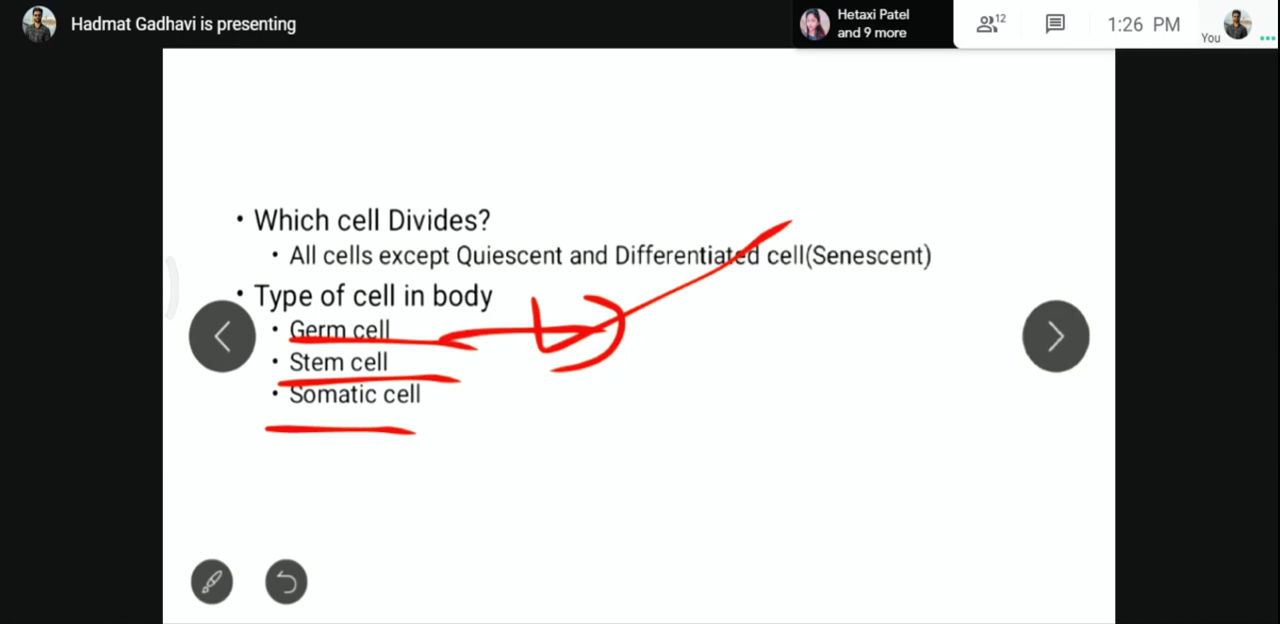 Hadmat Gadhavi is presenting
Hetaxi Patel
and 9 more
12
1:26 PM
You
• Which cell Divides?
• All cells except Quiescent and Differentiated cell(Senescent)
• Type of cell in body
• Germ cell
• Stem cell
• Somatic cell